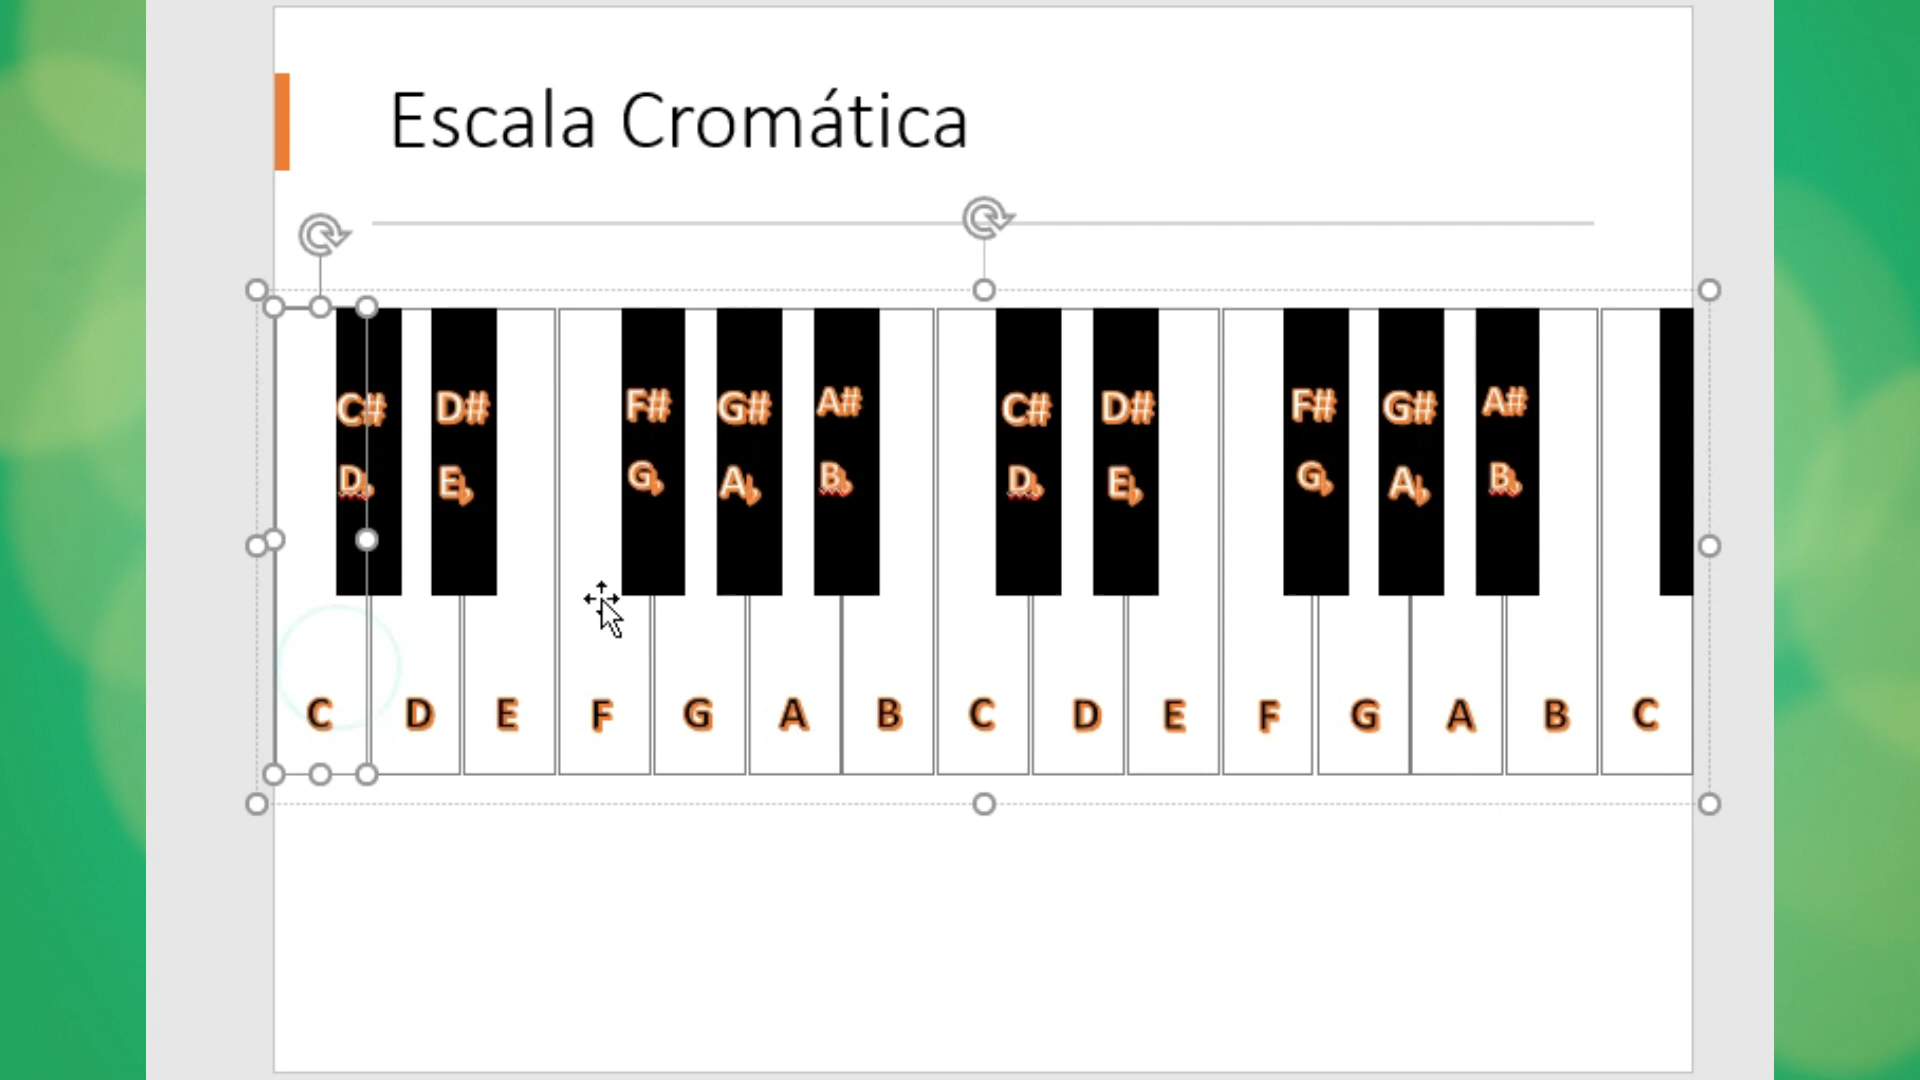 Escala Cromática
C# D# F# G# A# C# D# F# G# A#
D♭ E♭ G♭ A♭ B♭ D♭ E♭ G♭ A♭ B♭
C D E F G A B C D E F G A B C